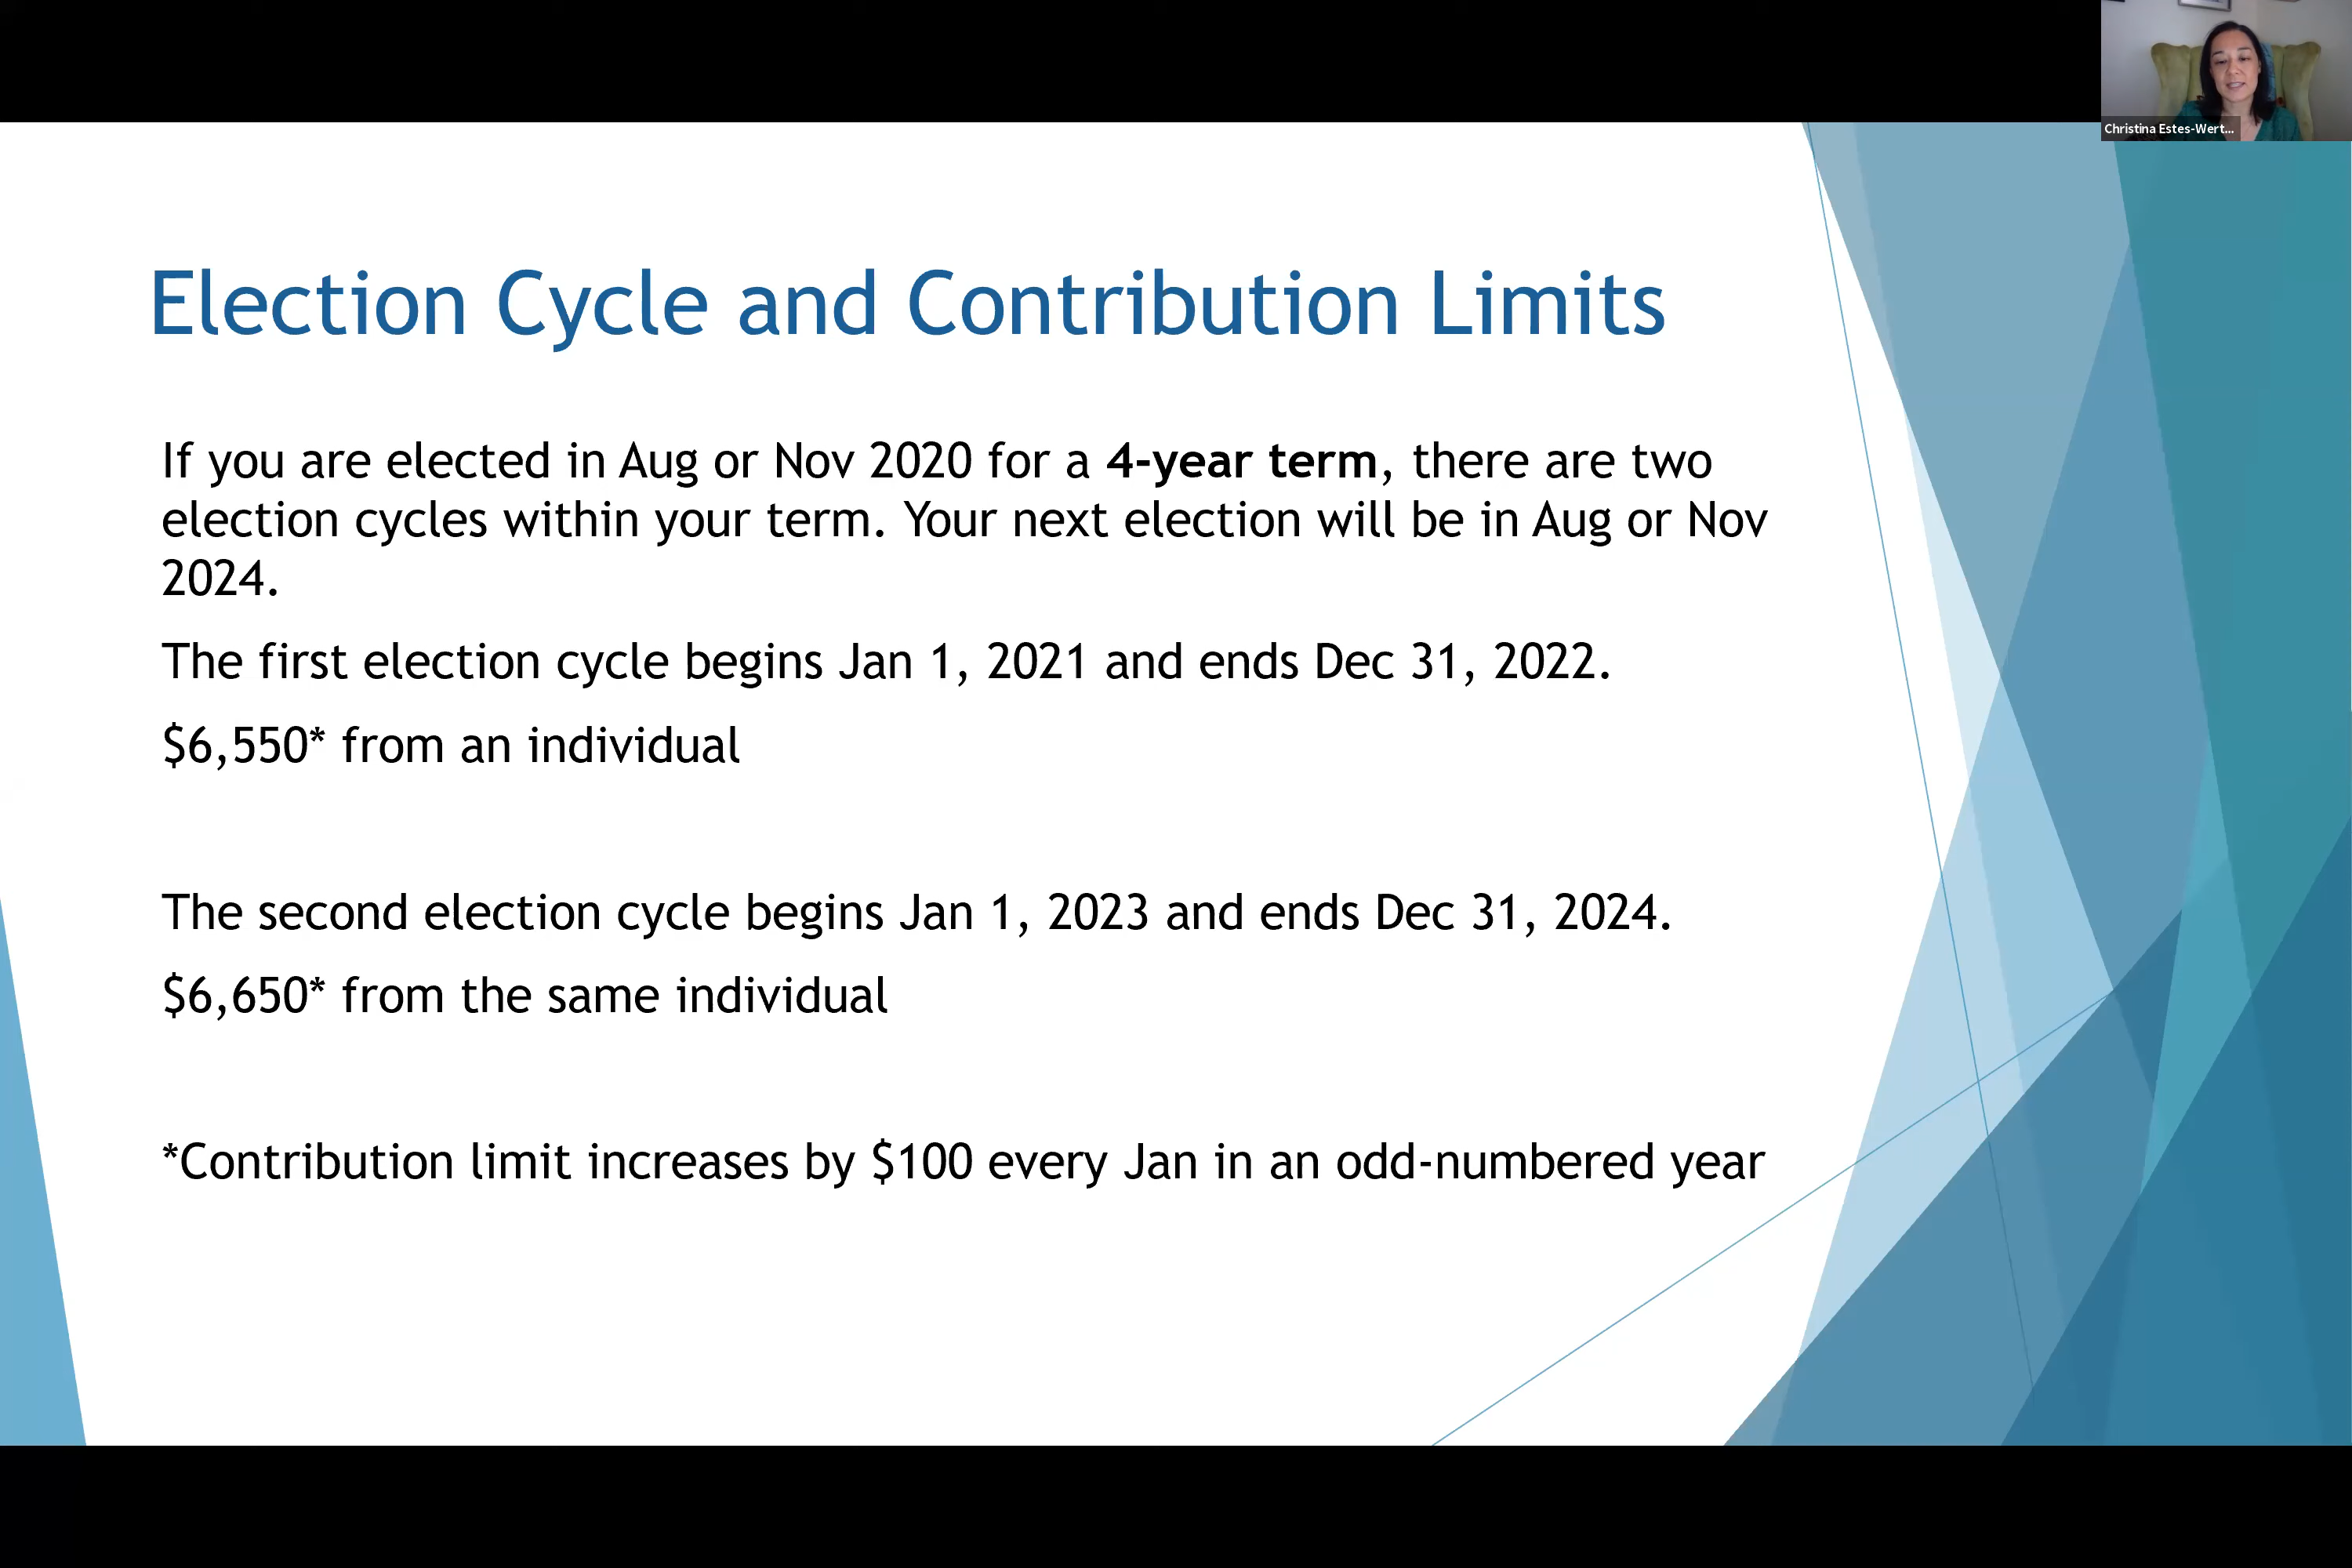 Christina Estes-Wert...
Election Cycle and Contribution Limits
If you are elected in Aug or Nov 2020 for a 4-year term, there are two
election cycles within your term. Your next election will be in Aug or Nov
2024.
The first election cycle begins Jan 1, 2021 and ends Dec 31, 2022.
$6,550* from an individual
The second election cycle begins Jan 1, 2023 and ends Dec 31, 2024.
$6,650* from the same individual
*Contribution limit increases by $100 every Jan in an odd-numbered year